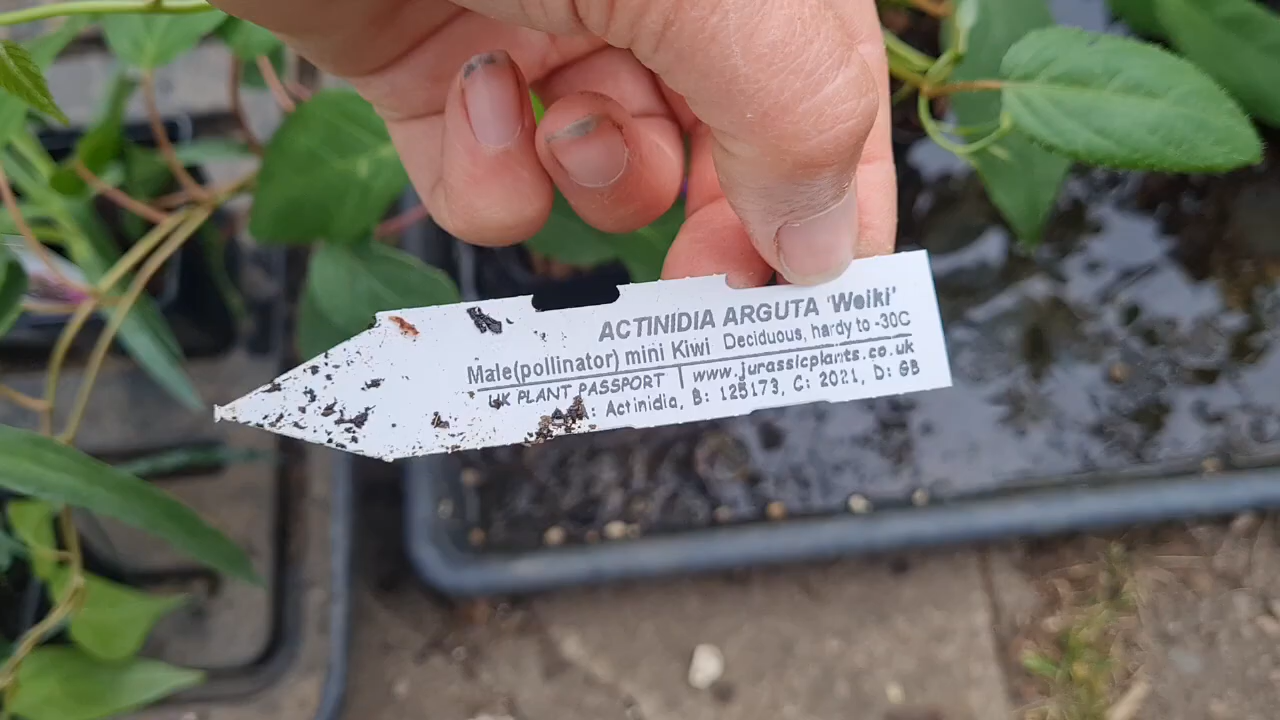 ACTINIDIA ARGUTA 'Weiki'
Male(pollinator) mini Kiwi Deciduous, hardy to -30C
UK PLANT PASSPORT | www.jurassicplants.co.uk
: Actinidia, B: 125173, C: 2021, D: GB